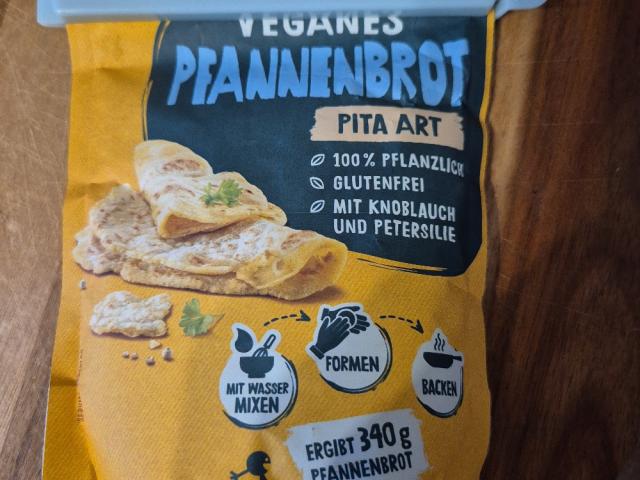 VEGANES
PFANNENBROT
PITA ART
100% PFLANZLICH
GLUTENFREI
MIT KNOBLAUCH
UND PETERSILIE
MIT WASSER
MIXEN
FORMEN
BACKEN
ERGIBT 340g
PFANNENBROT